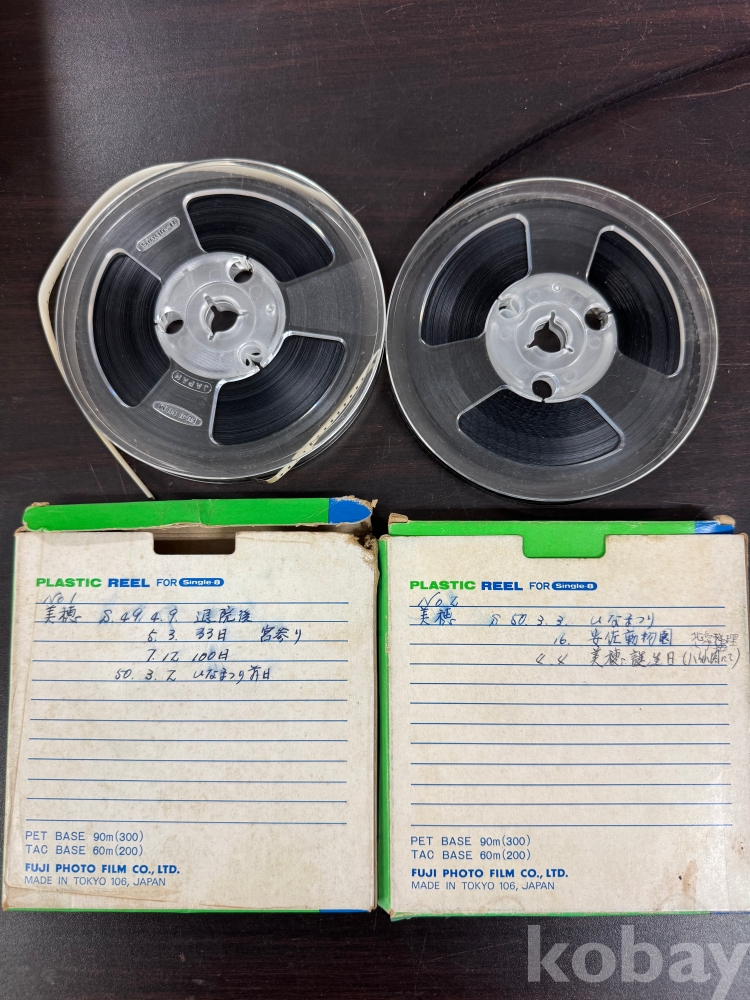 JAPAN
PLASTIC REEL FOR Single-8
No 1
美穂 S. 49. 4. 9. 退院後
5. 3. 33日 宮参り
7. 12. 100日
50. 3. 2. ひなまつり前日
PET BASE 90m(300)
TAC BASE 60m(200)
FUJI PHOTO FILM CO., LTD.
MADE IN TOKYO 106, JAPAN
PLASTIC REEL FOR Single-8
No 2
美穂 S 50. 3. 3. ひなまつり
16. 安佐動物園
4. 4 美穂 誕生日
PET BASE 90m(300)
TAC BASE 60m(200)
FUJI PHOTO FILM CO., LTD.
MADE IN TOKYO 106, JAPAN
kobay